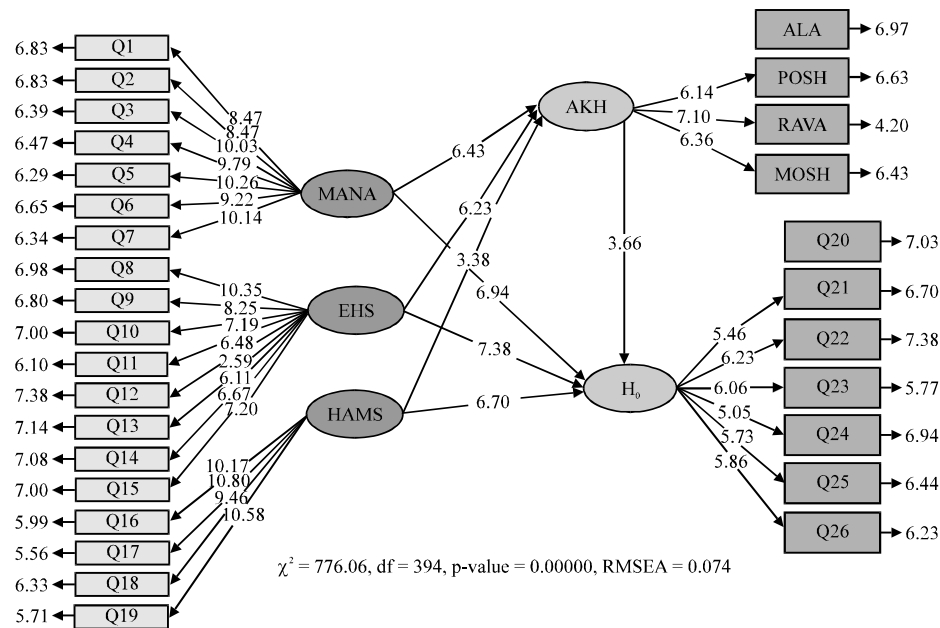 6.83 Q1
6.83 Q2
6.39 Q3
6.47 Q4
6.29 Q5
6.65 Q6
6.34 Q7
6.98 Q8
6.80 Q9
7.00 Q10
6.10 Q11
7.38 Q12
7.14 Q13
7.08 Q14
7.00 Q15
5.99 Q16
5.56 Q17
6.33 Q18
5.71 Q19
8.47
8.47
10.03
9.79
10.26
9.22
10.14
MANA
10.35
8.25
7.19
6.48
2.59
6.11
6.67
7.20
EHS
10.17
10.80
9.46
10.58
HAMS
6.43
6.23
3.38
6.94
7.38
6.70
AKH
3.66
H₀
6.14
7.10
6.36
ALA 6.97
POSH 6.63
RAVA 4.20
MOSH 6.43
5.46
6.23
6.06
5.05
5.73
5.86
Q20 7.03
Q21 6.70
Q22 7.38
Q23 5.77
Q24 6.94
Q25 6.44
Q26 6.23
χ² = 776.06, df = 394, p-value = 0.00000, RMSEA = 0.074